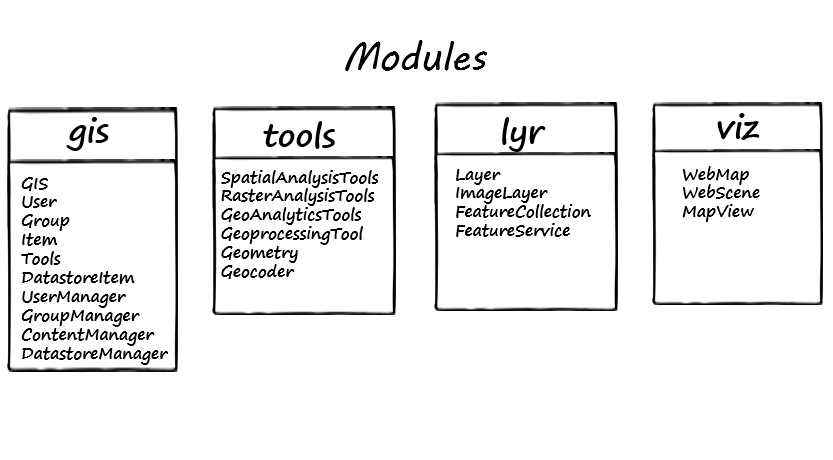 Modules
gis
GIS
User
Group
Item
Tools
DatastoreItem
UserManager
GroupManager
ContentManager
DatastoreManager
tools
SpatialAnalysisTools
RasterAnalysisTools
GeoAnalyticsTools
GeoprocessingTool
Geometry
Geocoder
lyr
Layer
ImageLayer
FeatureCollection
FeatureService
viz
WebMap
WebScene
MapView